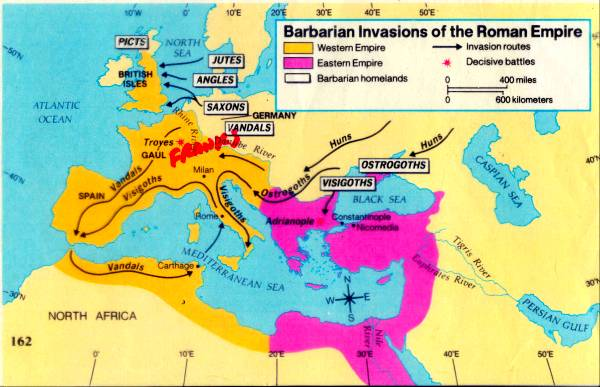 10°W
0°
10°E
20°E
30°E
40°E
50°E
Barbarian Invasions of the Roman Empire
Western Empire
Eastern Empire
Barbarian homelands
Invasion routes
Decisive battles
0 400 miles
0 600 kilometers
PICTS
NORTH
SEA
JUTES
50°N
BRITISH
ISLES
ANGLES
SAXONS
ATLANTIC
OCEAN
GERMANY
VANDALS
Rhine
Troyes
GAUL
FRANKS
River
Huns
Huns
OSTROGOTHS
CASPIAN
SEA
40°N
Milan
Vandals
Visigoths
Ostrogoths
VISIGOTHS
SPAIN
Visigoths
BLACK SEA
Rome
Adrianople
Constantinople
Nicomedia
MEDITERRANEAN SEA
Vandals
Carthage
Tigris
River
Euphrates River
30°N
30°N
N
W E
S
NORTH AFRICA
PERSIAN GULF
162
Nile
River
0°
10°E
20°E
30°E
40°E
50°E